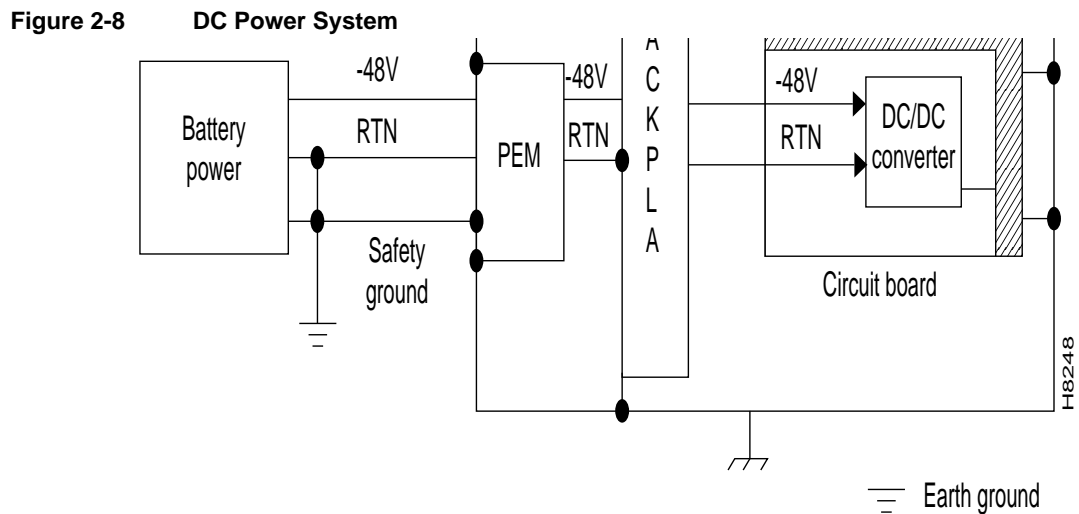 Figure 2-8 DC Power System
-48V
RTN
Battery
power
Safety
ground
PEM
-48V
RTN
A
C
K
P
L
A
-48V
RTN
DC/DC
converter
Circuit board
H8248
Earth ground